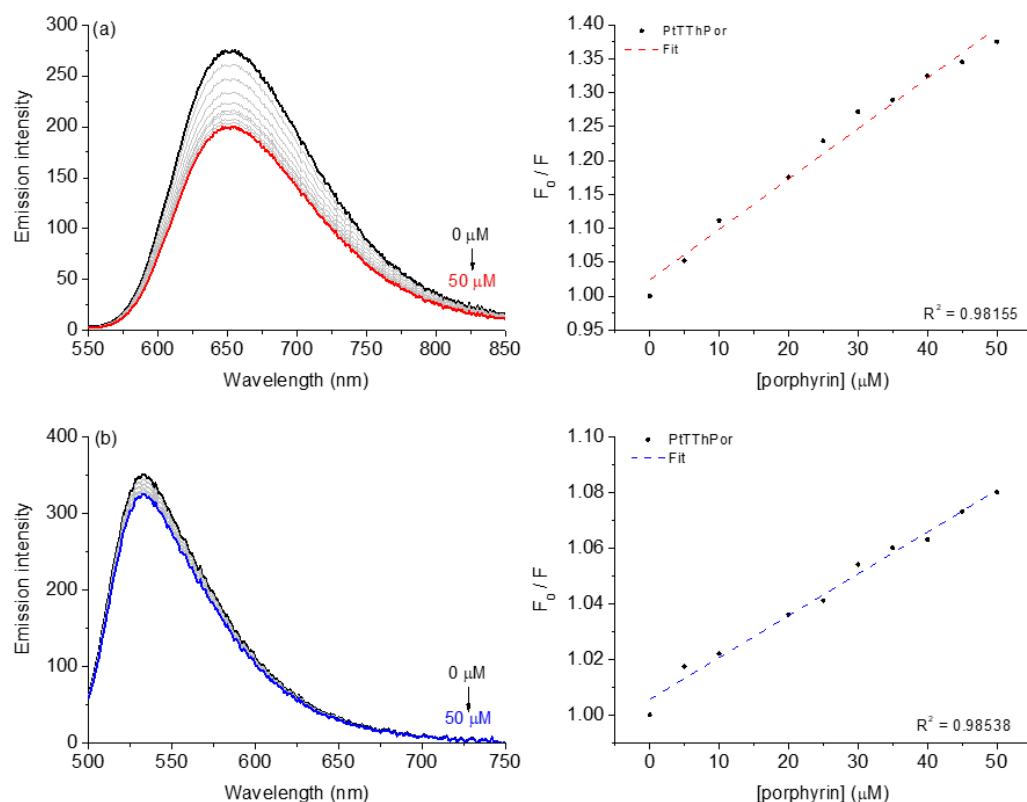 (a)
300
250
200
150
100
50
0
Emission intensity
0 μM
50 μM
550 600 650 700 750 800 850
Wavelength (nm)
PtTThPor
Fit
1.40
1.35
1.30
1.25
1.20
1.15
1.10
1.05
1.00
0.95
F₀ / F
R² = 0.98155
0 10 20 30 40 50
[porphyrin] (μM)
(b)
400
300
200
100
0
Emission intensity
0 μM
50 μM
500 550 600 650 700 750
Wavelength (nm)
PtTThPor
Fit
1.10
1.08
1.06
1.04
1.02
1.00
F₀ / F
R² = 0.98538
0 10 20 30 40 50
[porphyrin] (μM)